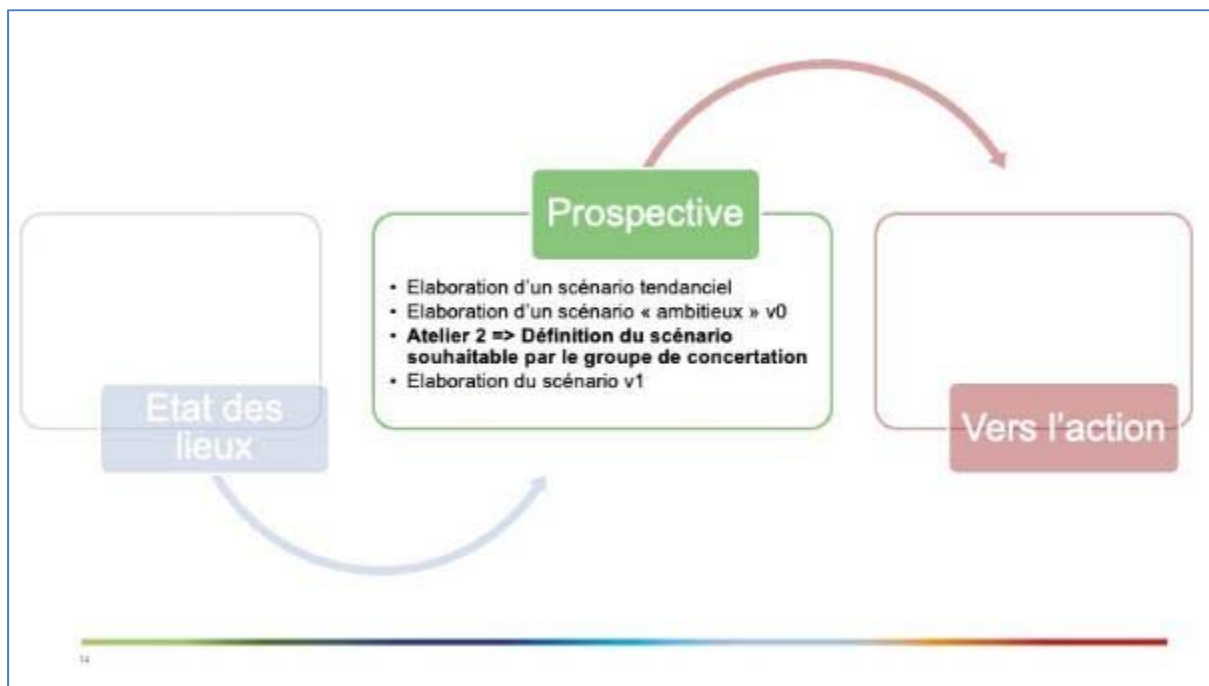 Prospective
• Elaboration d'un scénario tendanciel
• Elaboration d'un scénario « ambitieux » v0
• Atelier 2 => Définition du scénario
souhaitable par le groupe de concertation
• Elaboration du scénario v1
Etat des
lieux
Vers l'action